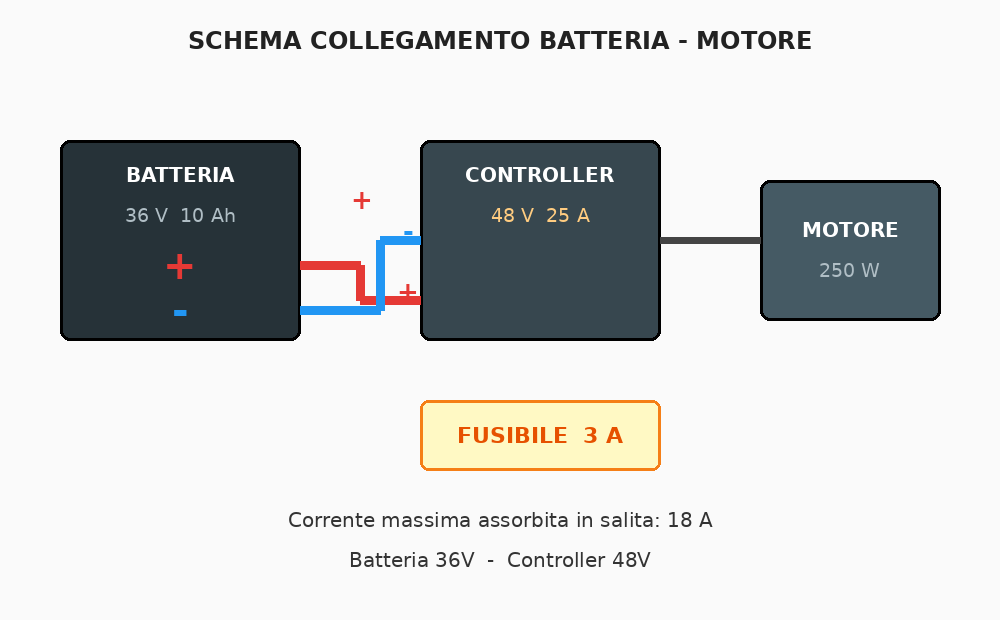 SCHEMA COLLEGAMENTO BATTERIA - MOTORE
BATTERIA
36 V  10 Ah
+
-
+
-
+
CONTROLLER
48 V  25 A
MOTORE
250 W
FUSIBILE  3 A
Corrente massima assorbita in salita: 18 A
Batteria 36V  -  Controller 48V